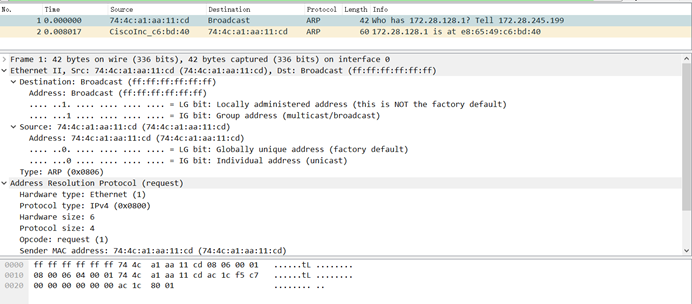 No. Time Source Destination Protocol Length Info
1 0.000000 74:4c:a1:aa:11:cd Broadcast ARP 42 Who has 172.28.128.1? Tell 172.28.245.199
2 0.008017 CiscoInc_c6:bd:40 74:4c:a1:aa:11:cd ARP 60 172.28.128.1 is at e8:65:49:c6:bd:40
Frame 1: 42 bytes on wire (336 bits), 42 bytes captured (336 bits) on interface 0
Ethernet II, Src: 74:4c:a1:aa:11:cd (74:4c:a1:aa:11:cd), Dst: Broadcast (ff:ff:ff:ff:ff:ff)
Destination: Broadcast (ff:ff:ff:ff:ff:ff)
Address: Broadcast (ff:ff:ff:ff:ff:ff)
.... ..1. .... .... .... .... = LG bit: Locally administered address (this is NOT the factory default)
.... ...1 .... .... .... .... = IG bit: Group address (multicast/broadcast)
Source: 74:4c:a1:aa:11:cd (74:4c:a1:aa:11:cd)
Address: 74:4c:a1:aa:11:cd (74:4c:a1:aa:11:cd)
.... ..0. .... .... .... .... = LG bit: Globally unique address (factory default)
.... ...0 .... .... .... .... = IG bit: Individual address (unicast)
Type: ARP (0x0806)
Address Resolution Protocol (request)
Hardware type: Ethernet (1)
Protocol type: IPv4 (0x0800)
Hardware size: 6
Protocol size: 4
Opcode: request (1)
Sender MAC address: 74:4c:a1:aa:11:cd (74:4c:a1:aa:11:cd)
0000 ff ff ff ff ff ff 74 4c a1 aa 11 cd 08 06 00 01 ......tL ........
0010 08 00 06 04 00 01 74 4c a1 aa 11 cd ac 1c f5 c7 ......tL ........
0020 00 00 00 00 00 00 ac 1c 80 01 ........ ..